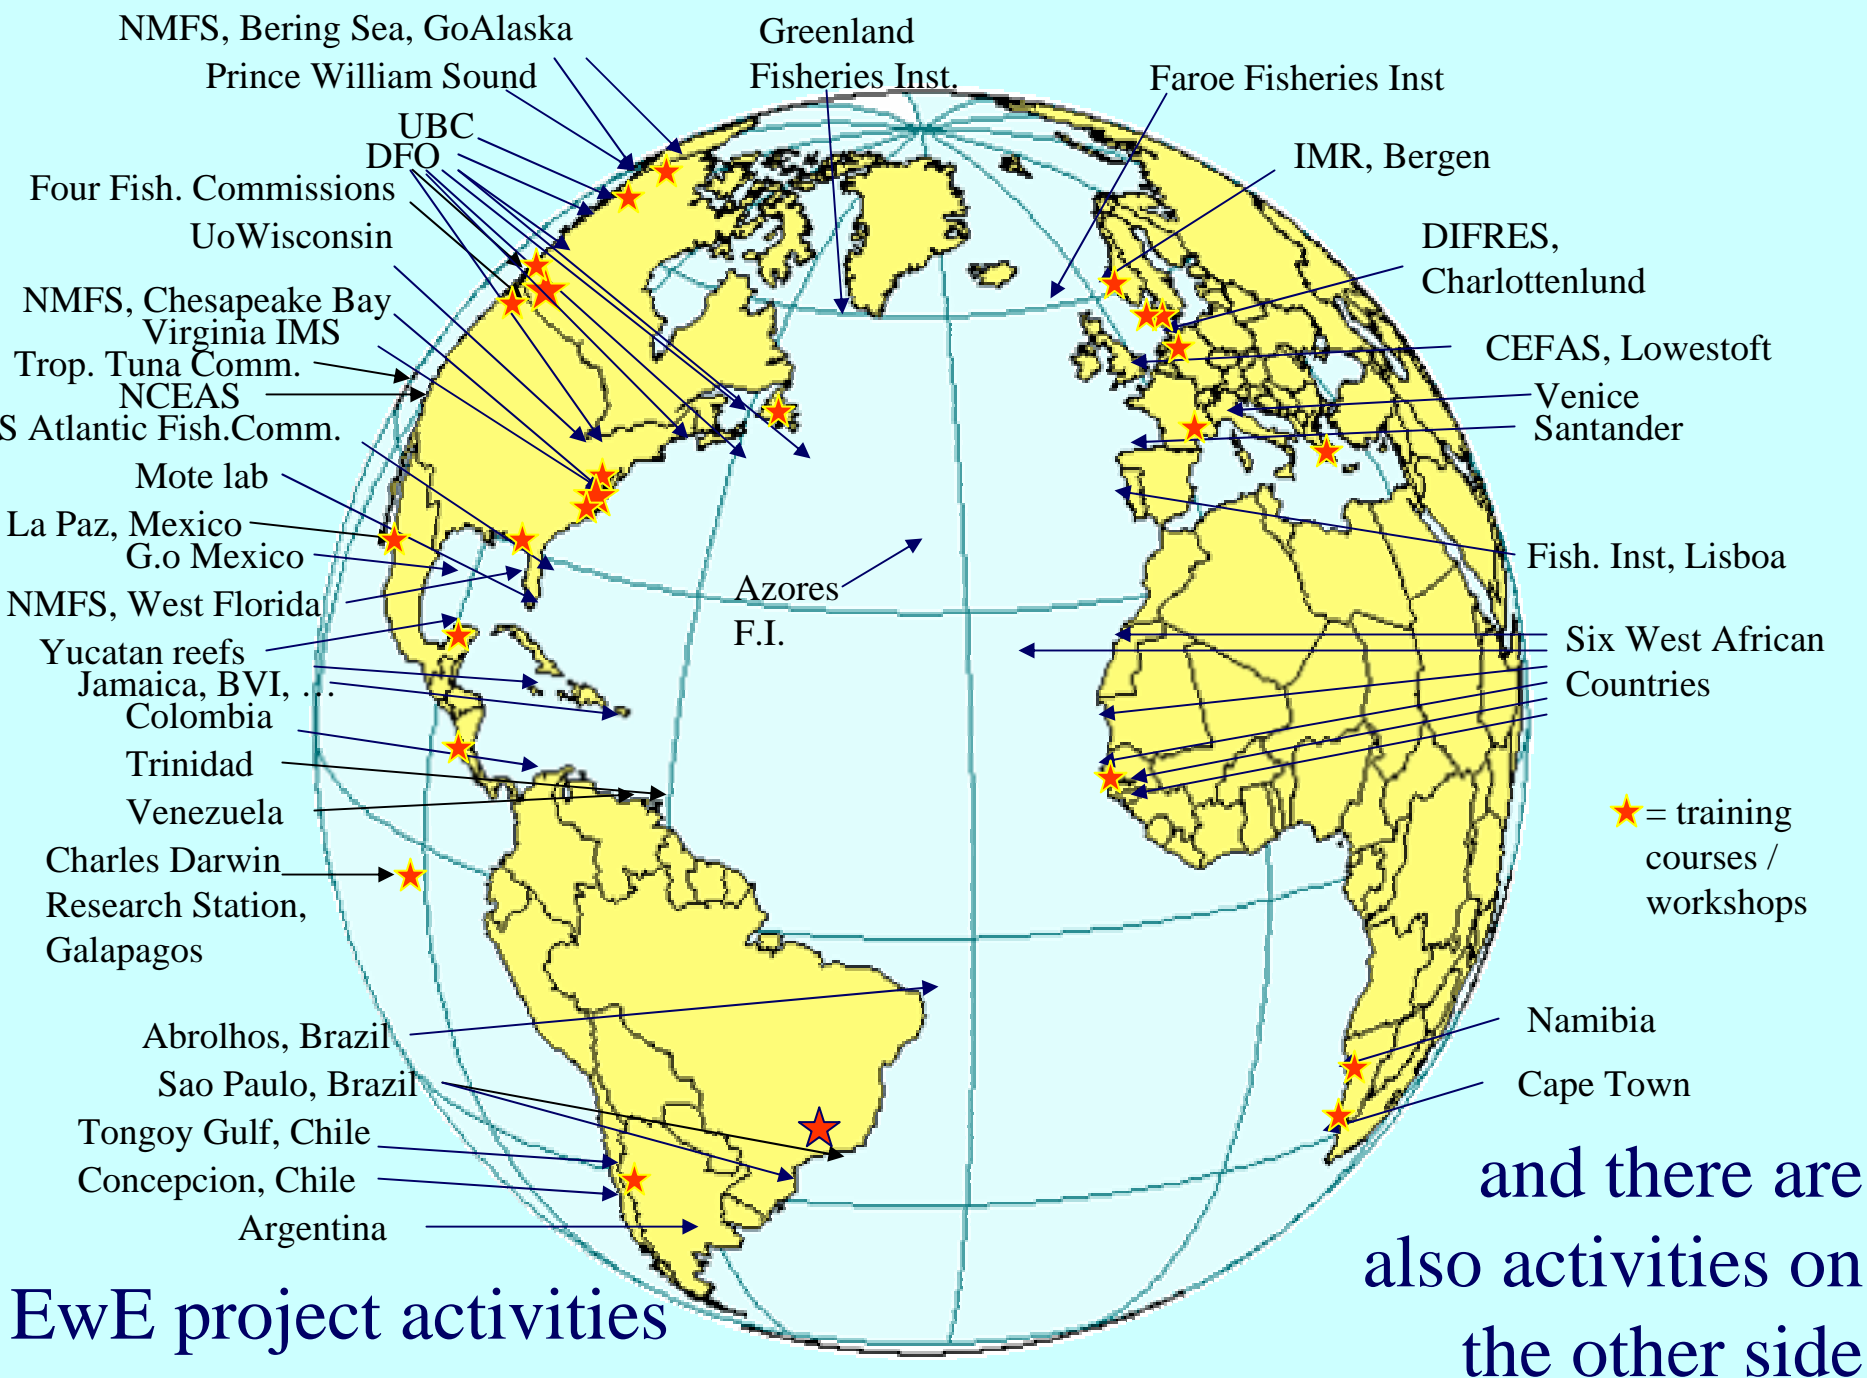 NMFS, Bering Sea, GoAlaska
Prince William Sound
UBC
DFO
Four Fish. Commissions
UoWisconsin
NMFS, Chesapeake Bay
Virginia IMS
Trop. Tuna Comm.
NCEAS
S Atlantic Fish.Comm.
Mote lab
La Paz, Mexico
G.o Mexico
NMFS, West Florida
Yucatan reefs
Jamaica, BVI, …
Colombia
Trinidad
Venezuela
Charles Darwin
Research Station,
Galapagos
Abrolhos, Brazil
Sao Paulo, Brazil
Tongoy Gulf, Chile
Concepcion, Chile
Argentina
EwE project activities
Greenland
Fisheries Inst.
Azores
F.I.
Faroe Fisheries Inst
IMR, Bergen
DIFRES,
Charlottenlund
CEFAS, Lowestoft
Venice
Santander
Fish. Inst, Lisboa
Six West African
Countries
= training
courses /
workshops
Namibia
Cape Town
and there are
also activities on
the other side